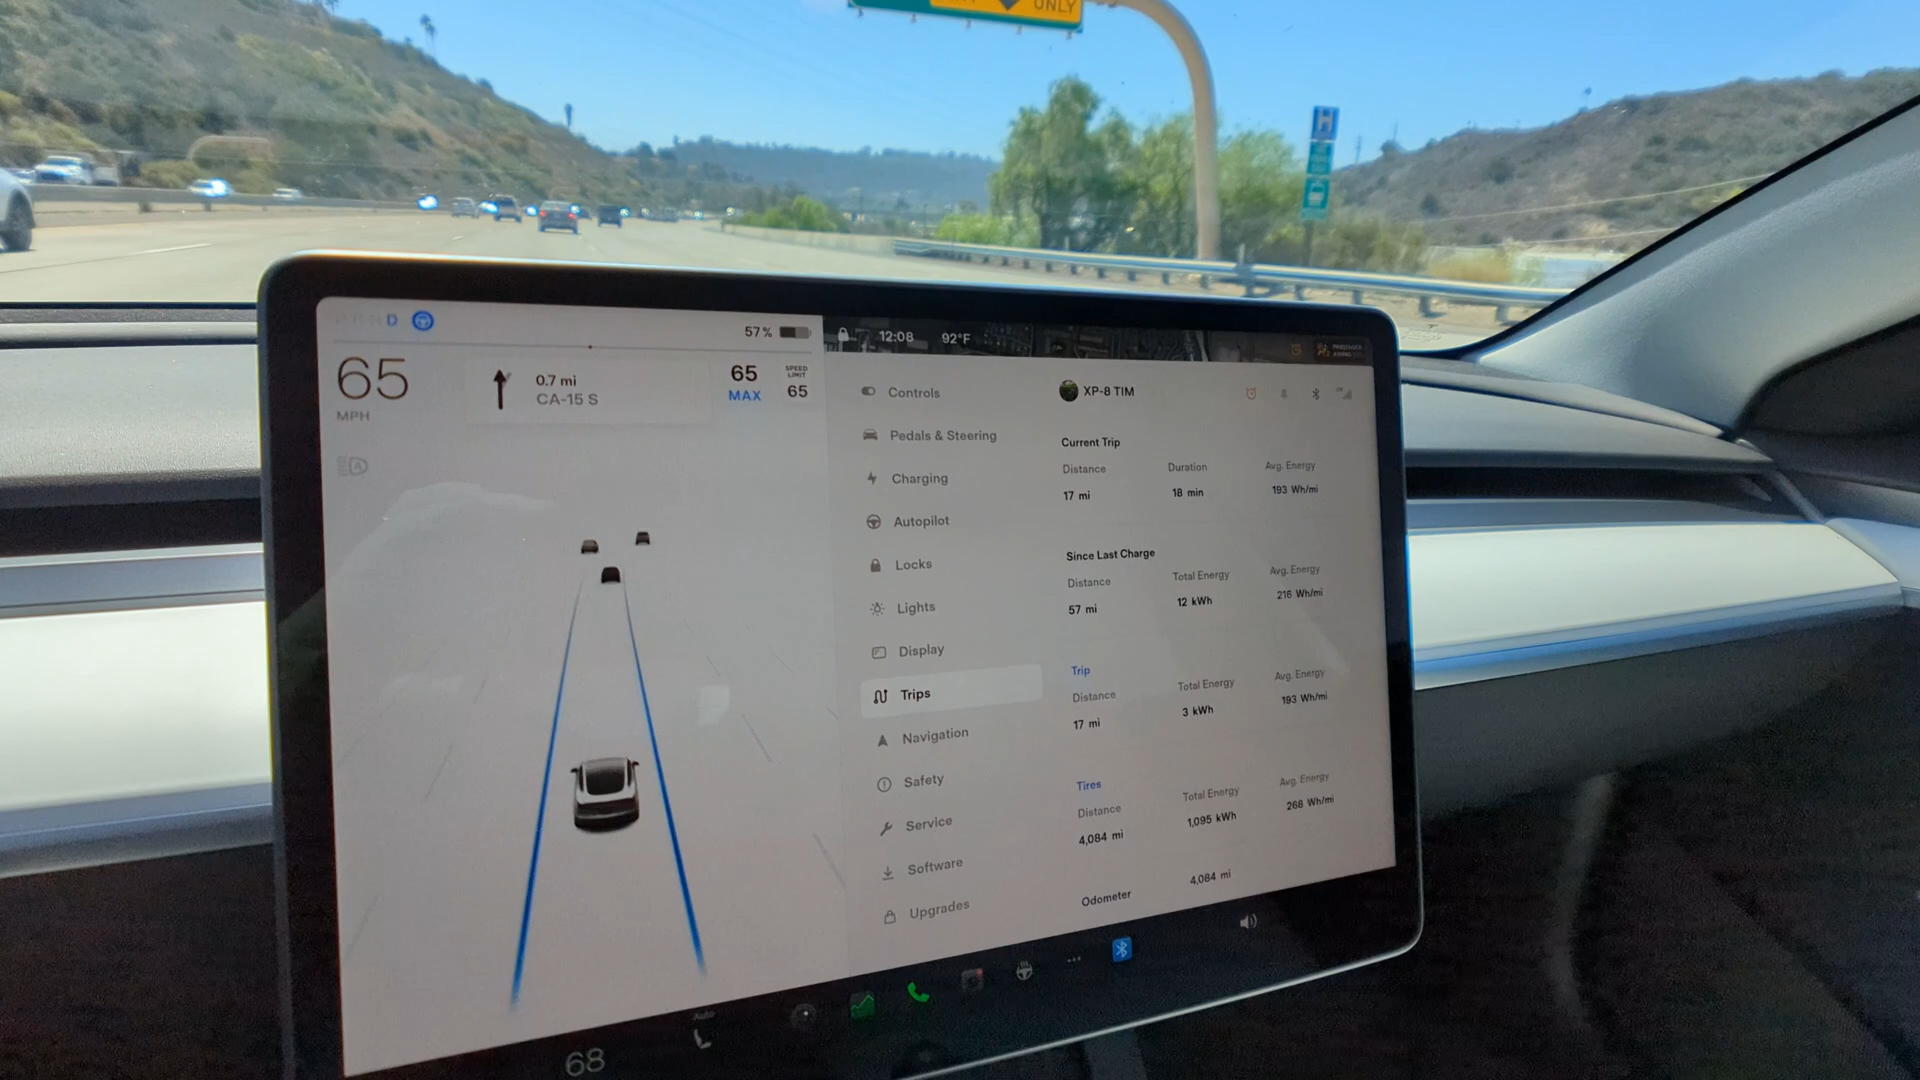 ONLY
H
D
57%
12:08
92°F
PASSENGER
AIRBAG
65
MPH
0.7 mi
CA-15 S
65
MAX
SPEED
LIMIT
65
Controls
Pedals & Steering
Charging
Autopilot
Locks
Lights
Display
Trips
Navigation
Safety
Service
Software
Upgrades
XP-8 TIM
Current Trip
Distance Duration Avg. Energy
17 mi 18 min 193 Wh/mi
Since Last Charge
Distance Total Energy Avg. Energy
57 mi 12 kWh 216 Wh/mi
Trip
Distance Total Energy Avg. Energy
17 mi 3 kWh 193 Wh/mi
Tires
Distance Total Energy Avg. Energy
4,084 mi 1,095 kWh 268 Wh/mi
Odometer 4,084 mi
Auto
68